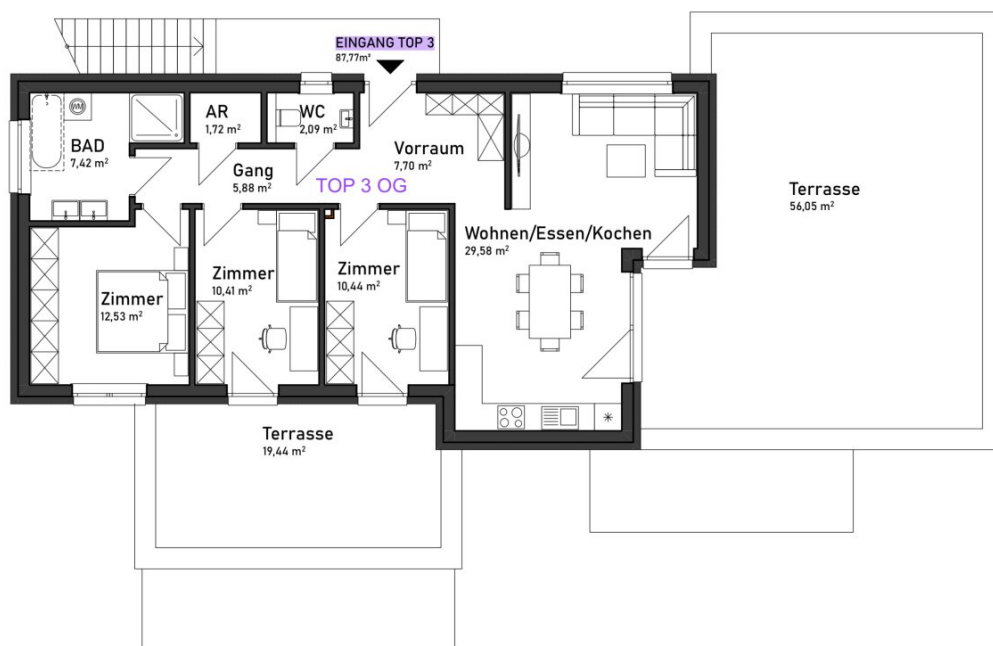 EINGANG TOP 3
87,77m²
WM
BAD
7,42 m²
AR
1,72 m²
WC
2,09 m²
Vorraum
7,70 m²
Gang
5,88 m²
TOP 3 OG
Terrasse
56,05 m²
Wohnen/Essen/Kochen
29,58 m²
Zimmer
12,53 m²
Zimmer
10,41 m²
Zimmer
10,44 m²
Terrasse
19,44 m²